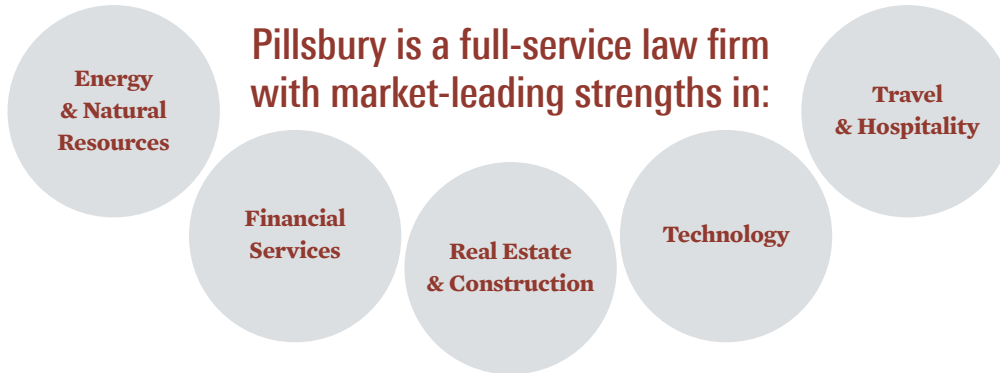 Pillsbury is a full-service law firm
with market-leading strengths in:
Energy
& Natural
Resources
Financial
Services
Real Estate
& Construction
Technology
Travel
& Hospitality